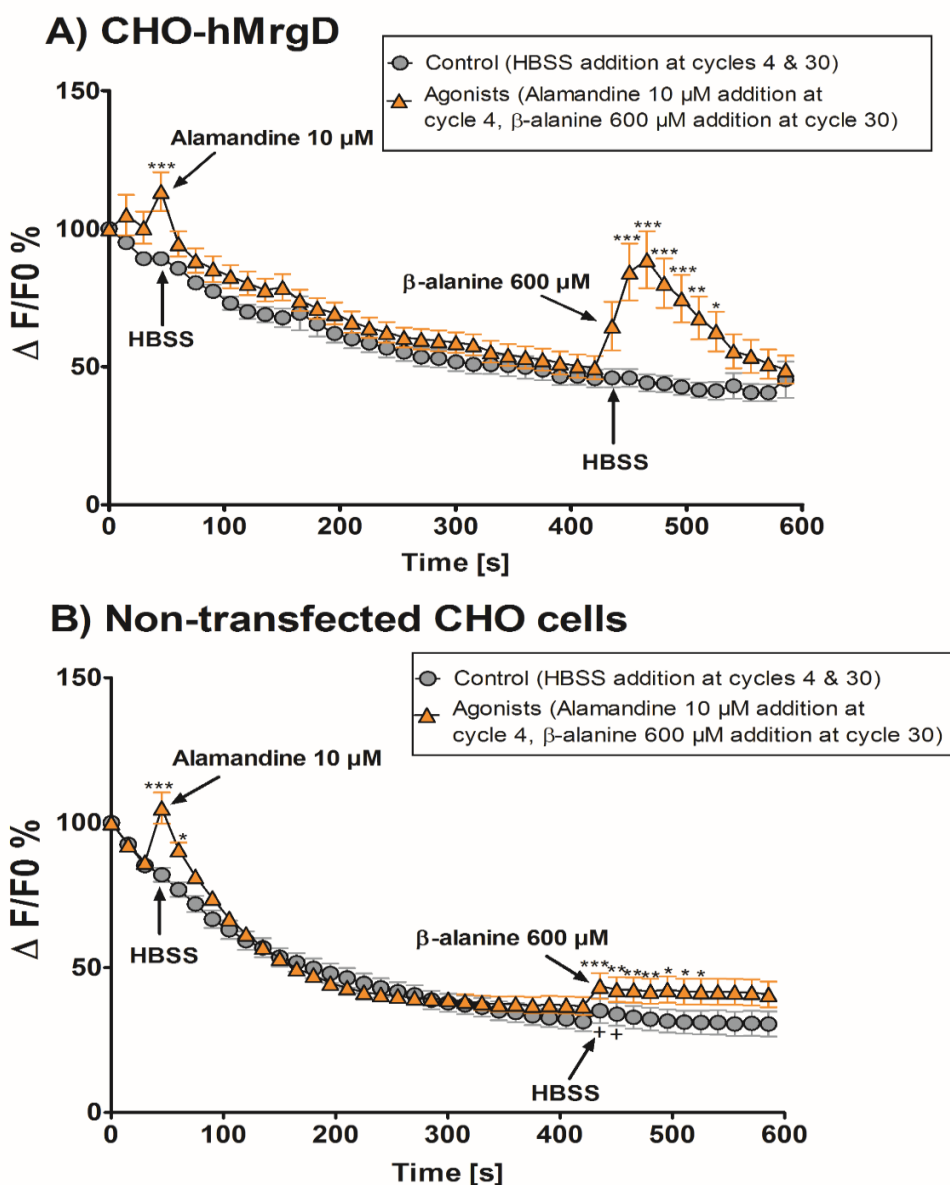 A) CHO-hMrgD
Control (HBSS addition at cycles 4 & 30)
Agonists (Alamandine 10 µM addition at
cycle 4, β-alanine 600 µM addition at cycle 30)
150
Alamandine 10 µM
***
100
***
***
***
***
**
*
β-alanine 600 µM
Δ F/F0 %
HBSS
50
HBSS
0
0
100
200
300
400
500
600
Time [s]
B) Non-transfected CHO cells
Control (HBSS addition at cycles 4 & 30)
Agonists (Alamandine 10 µM addition at
cycle 4, β-alanine 600 µM addition at cycle 30)
150
Alamandine 10 µM
***
*
100
Δ F/F0 %
HBSS
β-alanine 600 µM
***
**
**
**
*
*
*
50
+
+
HBSS
0
0
100
200
300
400
500
600
Time [s]